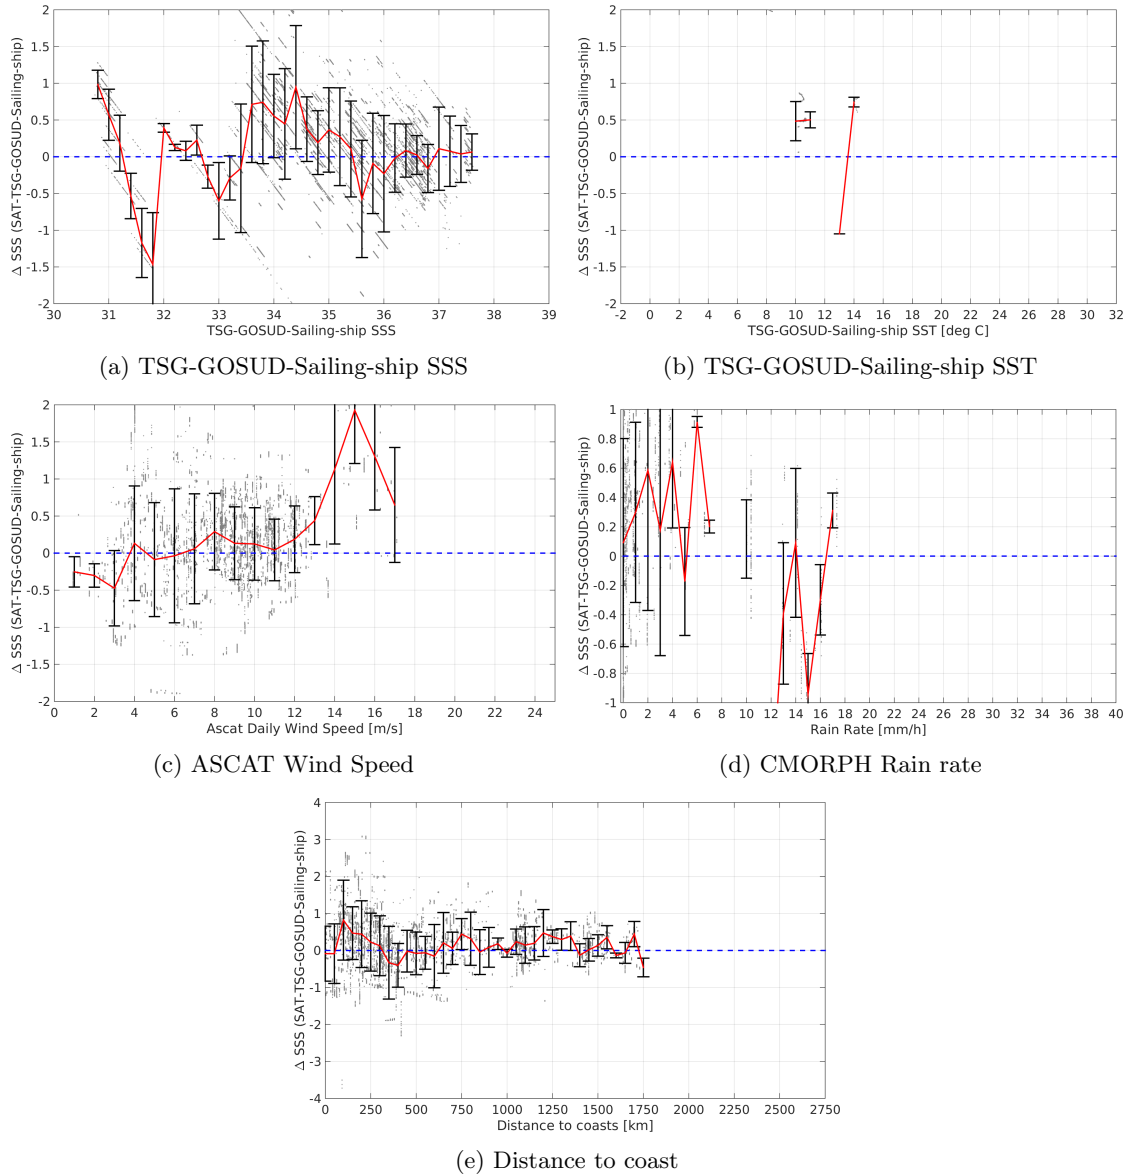 Δ SSS (SAT-TSG-GOSUD-Sailing-ship)
2
1.5
1
0.5
0
-0.5
-1
-1.5
-2
30 31 32 33 34 35 36 37 38 39
TSG-GOSUD-Sailing-ship SSS
(a) TSG-GOSUD-Sailing-ship SSS
Δ SSS (SAT-TSG-GOSUD-Sailing-ship)
2
1.5
1
0.5
0
-0.5
-1
-1.5
-2
-2 0 2 4 6 8 10 12 14 16 18 20 22 24 26 28 30 32
TSG-GOSUD-Sailing-ship SST [deg C]
(b) TSG-GOSUD-Sailing-ship SST
Δ SSS (SAT-TSG-GOSUD-Sailing-ship)
2
1.5
1
0.5
0
-0.5
-1
-1.5
-2
0 2 4 6 8 10 12 14 16 18 20 22 24
Ascat Daily Wind Speed [m/s]
(c) ASCAT Wind Speed
Δ SSS (SAT-TSG-GOSUD-Sailing-ship)
1
0.8
0.6
0.4
0.2
0
-0.2
-0.4
-0.6
-0.8
-1
0 2 4 6 8 10 12 14 16 18 20 22 24 26 28 30 32 34 36 38 40
Rain Rate [mm/h]
(d) CMORPH Rain rate
Δ SSS (SAT-TSG-GOSUD-Sailing-ship)
4
3
2
1
0
-1
-2
-3
-4
0 250 500 750 1000 1250 1500 1750 2000 2250 2500 2750
Distance to coasts [km]
(e) Distance to coast